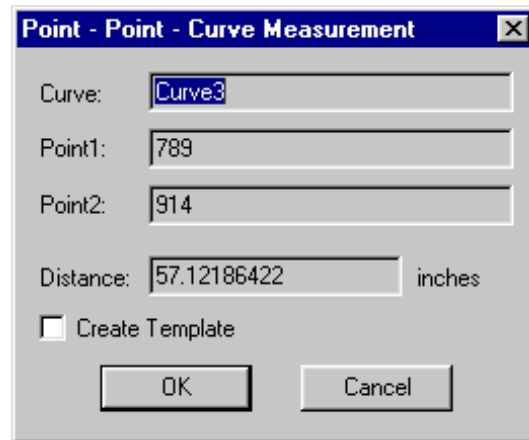 Point - Point - Curve Measurement
Curve: Curve3
Point1: 789
Point2: 914
Distance: 57.12186422 inches
Create Template
OK Cancel